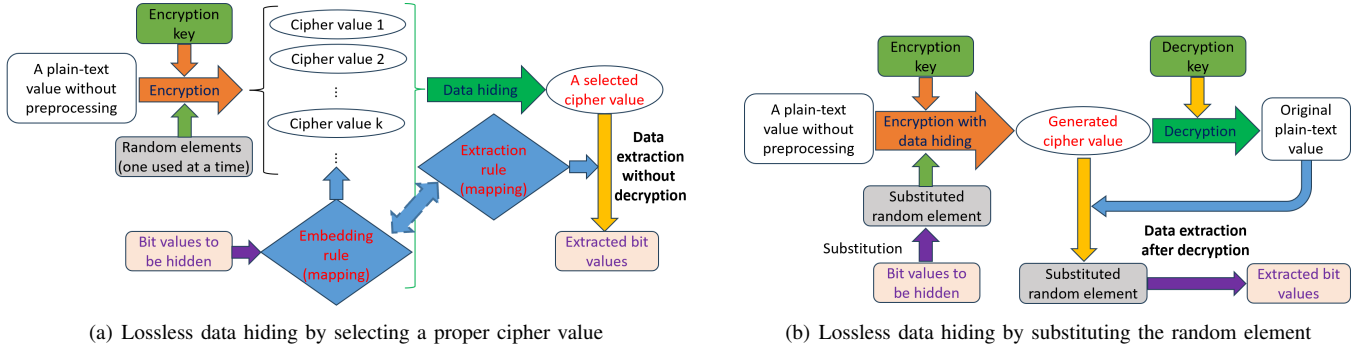 Encryption
key
A plain-text
value without
preprocessing
Encryption
Random elements
(one used at a time)
Cipher value 1
Cipher value 2
⋮
Cipher value k
⋮
Data hiding
A selected
cipher value
Extraction
rule
(mapping)
Data
extraction
without
decryption
Bit values to
be hidden
Embedding
rule
(mapping)
Extracted bit
values
(a) Lossless data hiding by selecting a proper cipher value
Encryption
key
Decryption
key
A plain-text
value without
preprocessing
Encryption with
data hiding
Generated
cipher value
Decryption
Original
plain-text
value
Substituted
random element
Substitution
Bit values to
be hidden
Data extraction
after decryption
Substituted
random element
Extracted bit
values
(b) Lossless data hiding by substituting the random element